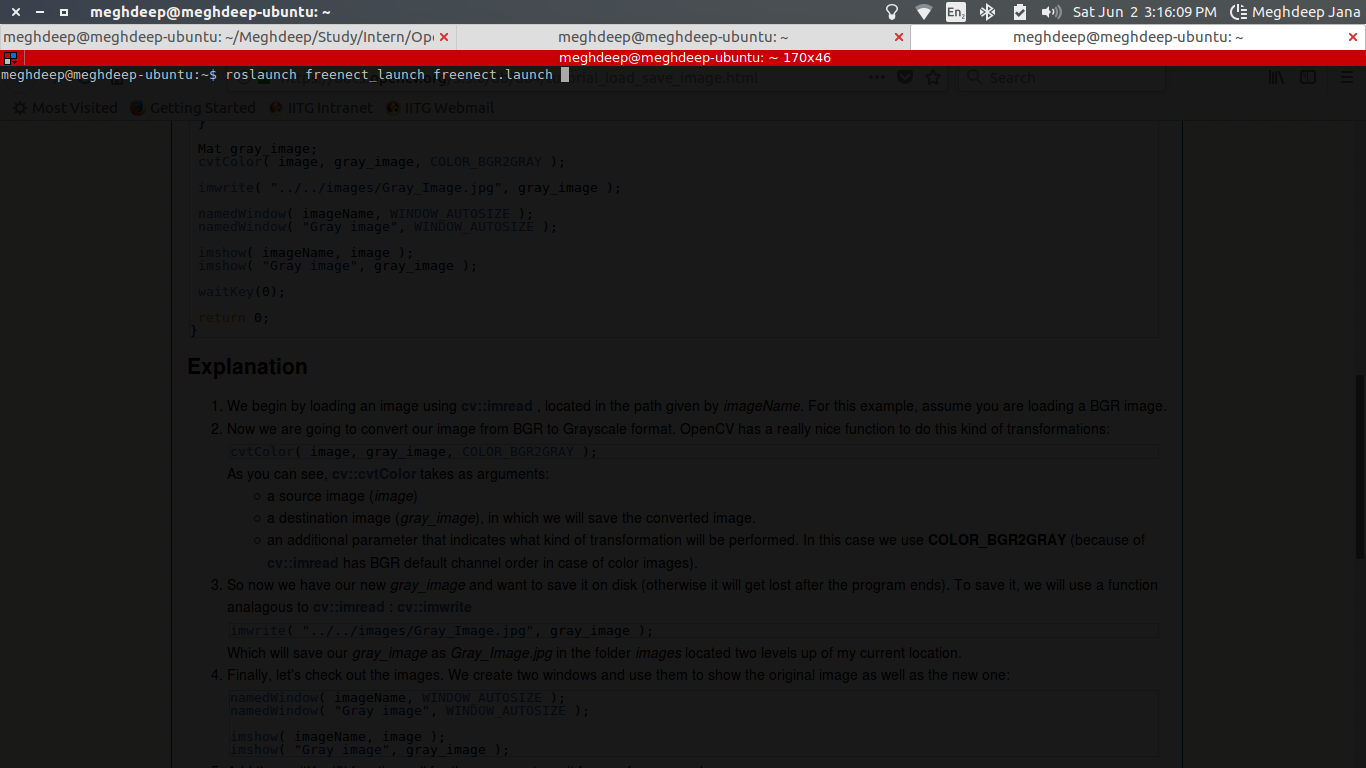 meghdeep@meghdeep-ubuntu: ~
En2
Sat Jun 2 3:16:09 PM
Meghdeep Jana
meghdeep@meghdeep-ubuntu: ~/Meghdeep/Study/Intern/Op
meghdeep@meghdeep-ubuntu: ~
meghdeep@meghdeep-ubuntu: ~
meghdeep@meghdeep-ubuntu: ~ 170x46
meghdeep@meghdeep-ubuntu:~$ roslaunch freenect_launch freenect.launch
rial_load_save_image.html
Search
Most Visited Getting Started IITG Intranet IITG Webmail
}
Mat gray_image;
cvtColor( image, gray_image, COLOR_BGR2GRAY );
imwrite( "../../images/Gray_Image.jpg", gray_image );
namedWindow( imageName, WINDOW_AUTOSIZE );
namedWindow( "Gray image", WINDOW_AUTOSIZE );
imshow( imageName, image );
imshow( "Gray image", gray_image );
waitKey(0);
return 0;
}
Explanation
1. We begin by loading an image using cv::imread , located in the path given by imageName. For this example, assume you are loading a BGR image.
2. Now we are going to convert our image from BGR to Grayscale format. OpenCV has a really nice function to do this kind of transformations:
cvtColor( image, gray_image, COLOR_BGR2GRAY );
As you can see, cv::cvtColor takes as arguments:
○ a source image (image)
○ a destination image (gray_image), in which we will save the converted image.
○ an additional parameter that indicates what kind of transformation will be performed. In this case we use COLOR_BGR2GRAY (because of
cv::imread has BGR default channel order in case of color images).
3. So now we have our new gray_image and want to save it on disk (otherwise it will get lost after the program ends). To save it, we will use a function
analagous to cv::imread : cv::imwrite
imwrite( "../../images/Gray_Image.jpg", gray_image );
Which will save our gray_image as Gray_Image.jpg in the folder images located two levels up of my current location.
4. Finally, let's check out the images. We create two windows and use them to show the original image as well as the new one:
namedWindow( imageName, WINDOW_AUTOSIZE );
namedWindow( "Gray image", WINDOW_AUTOSIZE );
imshow( imageName, image );
imshow( "Gray image", gray_image );